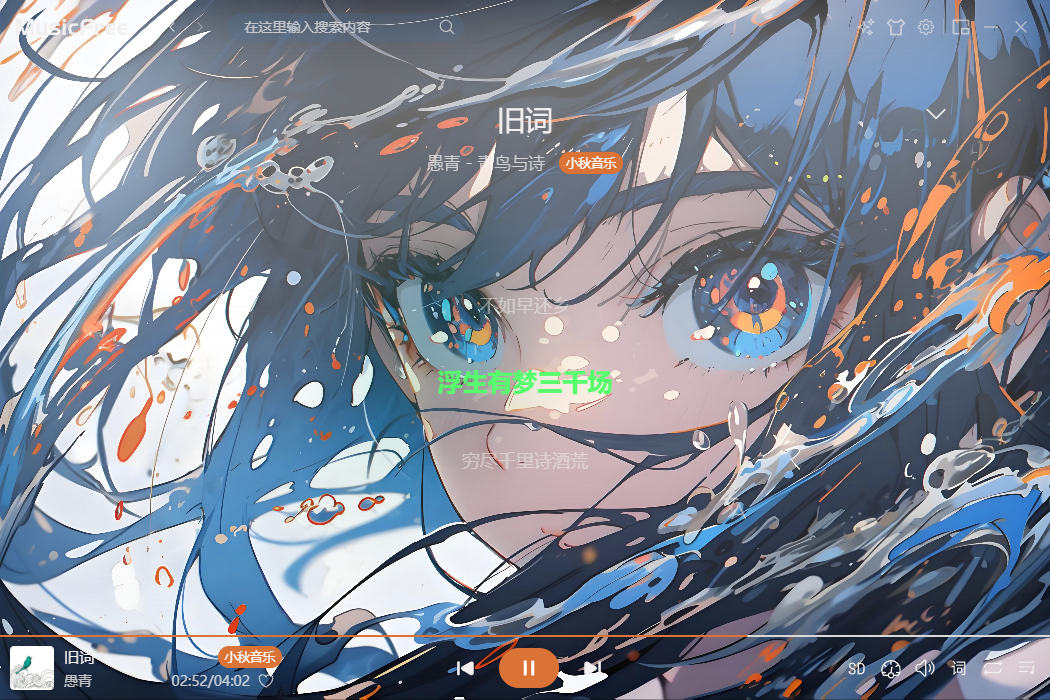 MusicFree 在这里输入搜索内容
旧词
愚青 - 青鸟与诗 小秋音乐
不如早还乡
浮生有梦三千场
穷尽千里诗酒荒
旧词 小秋音乐
愚青 02:52/04:02
SD 词